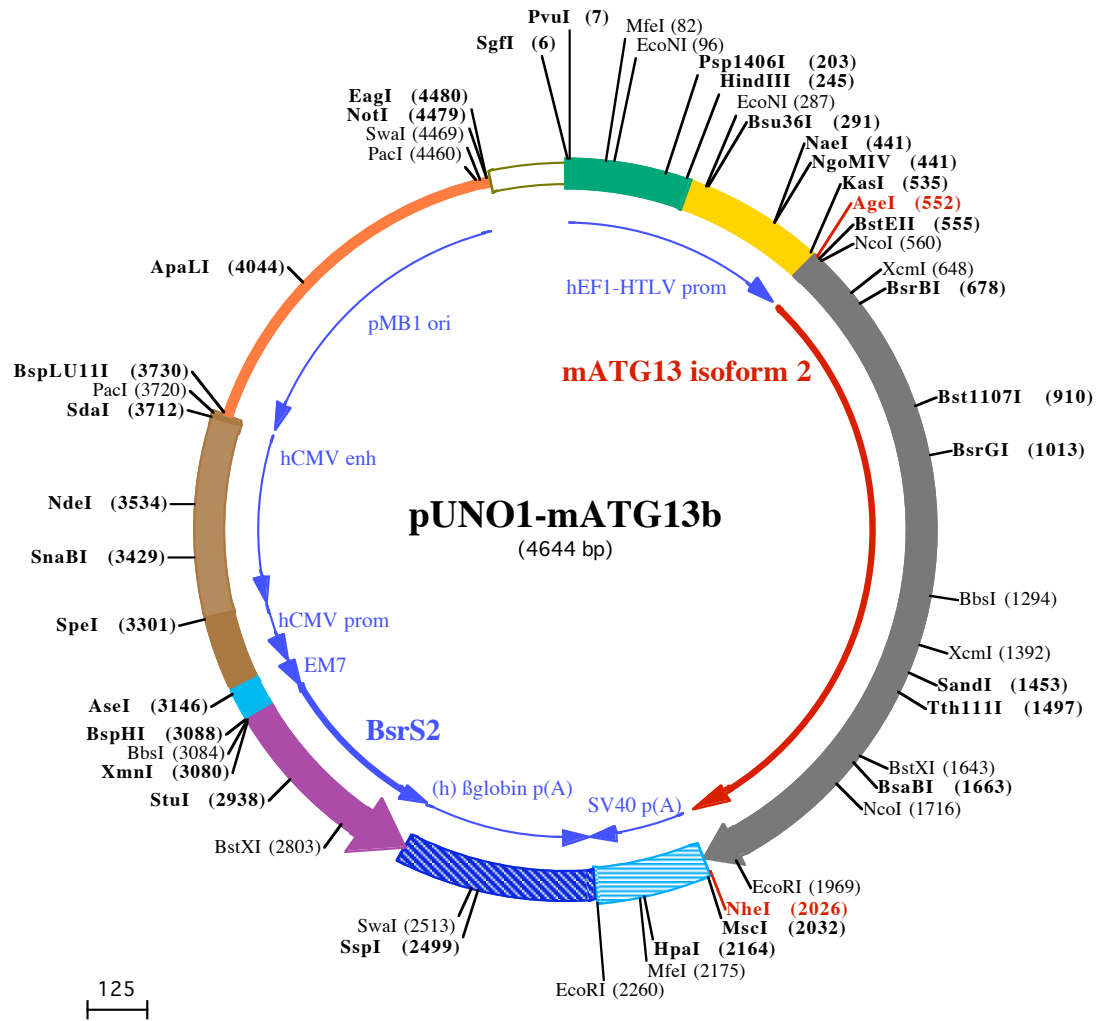 PvuI (7)
SgfI (6)
MfeI (82)
EcoNI (96)
Psp1406I (203)
HindIII (245)
EcoNI (287)
Bsu36I (291)
NaeI (441)
NgoMIV (441)
KasI (535)
AgeI (552)
BstEII (555)
NcoI (560)
XcmI (648)
BsrBI (678)
Bst1107I (910)
BsrGI (1013)
BbsI (1294)
XcmI (1392)
SandI (1453)
Tth111I (1497)
BstXI (1643)
BsaBI (1663)
NcoI (1716)
EcoRI (1969)
NheI (2026)
MscI (2032)
HpaI (2164)
MfeI (2175)
EcoRI (2260)
SspI (2499)
SwaI (2513)
BstXI (2803)
StuI (2938)
XmnI (3080)
BbsI (3084)
BspHI (3088)
AseI (3146)
SpeI (3301)
SnaBI (3429)
NdeI (3534)
SdaI (3712)
PacI (3720)
BspLU11I (3730)
ApaLI (4044)
PacI (4460)
SwaI (4469)
NotI (4479)
EagI (4480)
hEF1-HTLV prom
mATG13 isoform 2
pMB1 ori
hCMV enh
pUNO1-mATG13b
(4644 bp)
hCMV prom
EM7
BsrS2
(h) ßglobin p(A)
SV40 p(A)
125